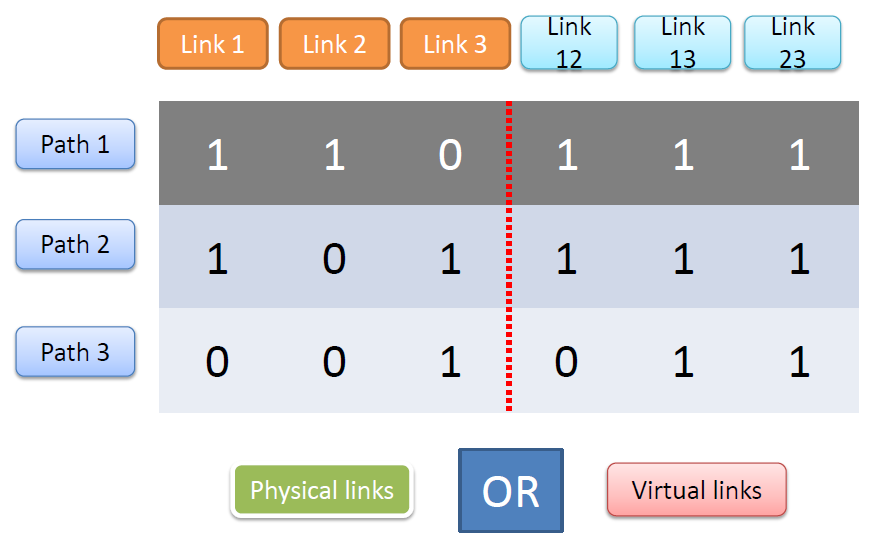 Link 1 Link 2 Link 3 Link 12 Link 13 Link 23
Path 1 1 1 0 1 1 1
Path 2 1 0 1 1 1 1
Path 3 0 0 1 0 1 1
Physical links OR Virtual links